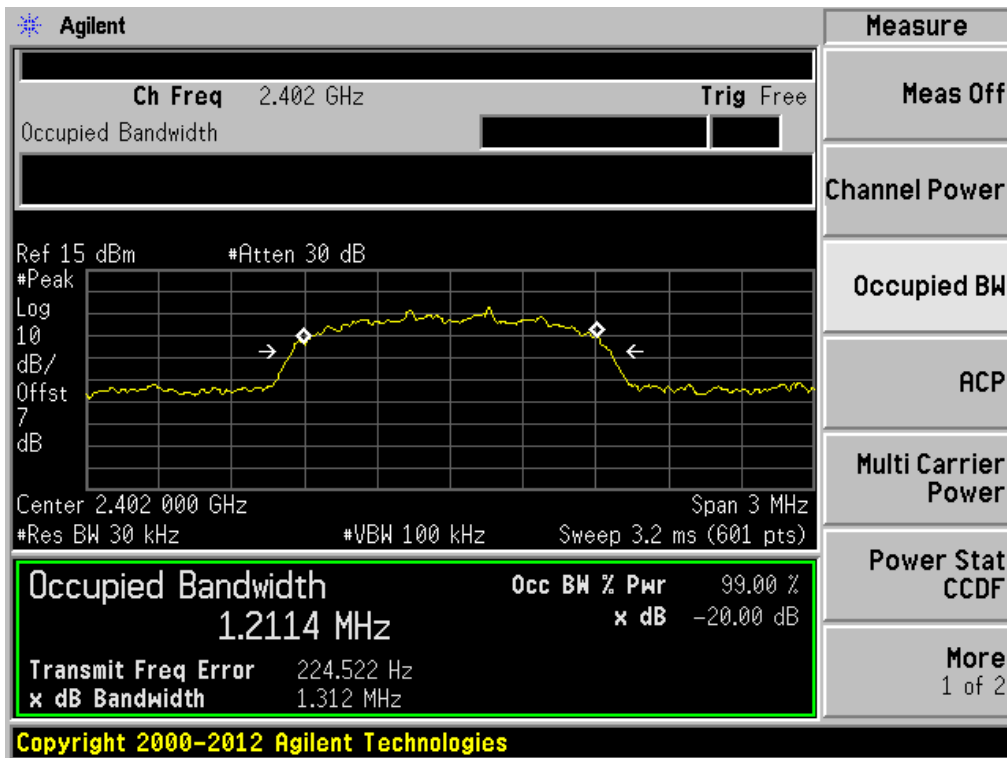 Agilent
Ch Freq 2.402 GHz Trig Free
Occupied Bandwidth
Ref 15 dBm #Atten 30 dB
#Peak
Log
10
dB/
Offst
7
dB
Center 2.402 000 GHz Span 3 MHz
#Res BW 30 kHz #VBW 100 kHz Sweep 3.2 ms (601 pts)
Occupied Bandwidth Occ BW % Pwr 99.00 %
1.2114 MHz x dB -20.00 dB
Transmit Freq Error 224.522 Hz
x dB Bandwidth 1.312 MHz
Copyright 2000-2012 Agilent Technologies
Measure
Meas Off
Channel Power
Occupied BW
ACP
Multi Carrier
Power
Power Stat
CCDF
More
1 of 2